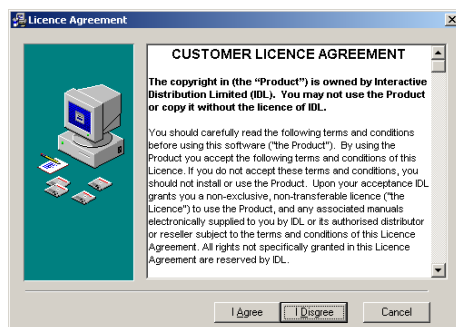 Licence Agreement
CUSTOMER LICENCE AGREEMENT
The copyright in (the “Product”) is owned by Interactive
Distribution Limited (IDL). You may not use the Product
or copy it without the licence of IDL.
You should carefully read the following terms and conditions
before using this software ("the Product"). By using the
Product you accept the following terms and conditions of this
Licence. If you do not accept these terms and conditions, you
should not install or use the Product. Upon your acceptance IDL
grants you a non-exclusive, non-transferable licence ("the
Licence") to use the Product, and any associated manuals
electronically supplied to you by IDL or its authorised distributor
or reseller subject to the terms and conditions of this Licence
Agreement. All rights not specifically granted in this Licence
Agreement are reserved by IDL.
I Agree I Disgree Cancel